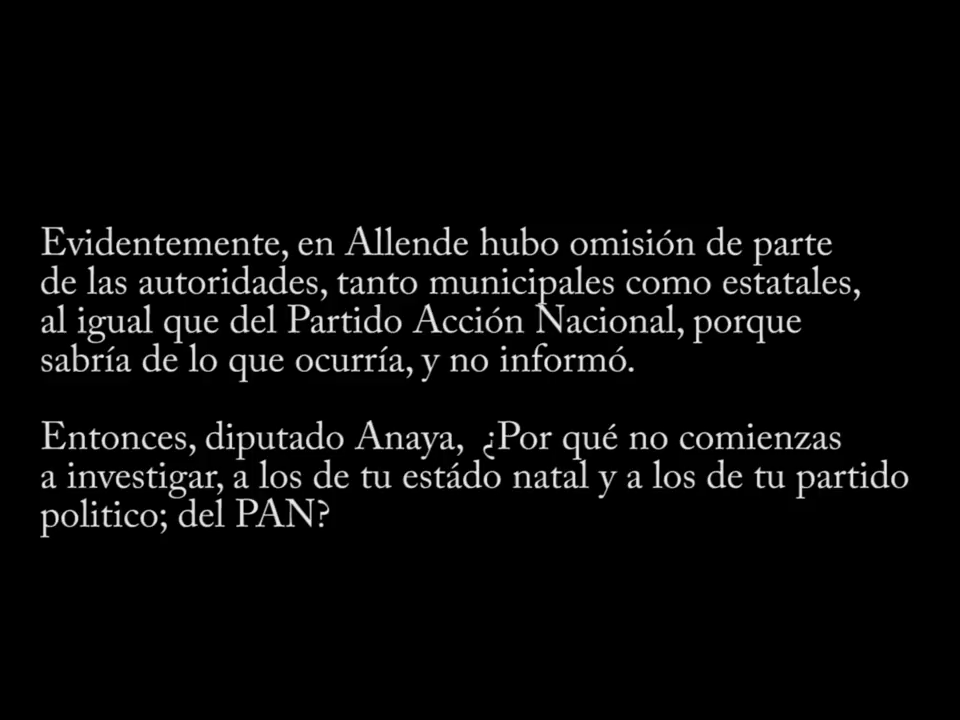 Evidentemente, en Allende hubo omisión de parte
de las autoridades, tanto municipales como estatales,
al igual que del Partido Acción Nacional, porque
sabría de lo que ocurría, y no informó.
Entonces, diputado Anaya, ¿Por qué no comienzas
a investigar, a los de tu estádo natal y a los de tu partido
politico; del PAN?